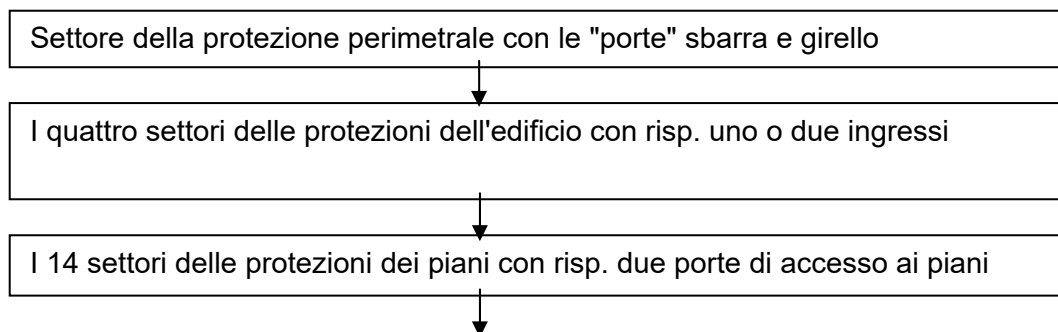 Settore della protezione perimetrale con le "porte" sbarra e girello
I quattro settori delle protezioni dell'edificio con risp. uno o due ingressi
I 14 settori delle protezioni dei piani con risp. due porte di accesso ai piani